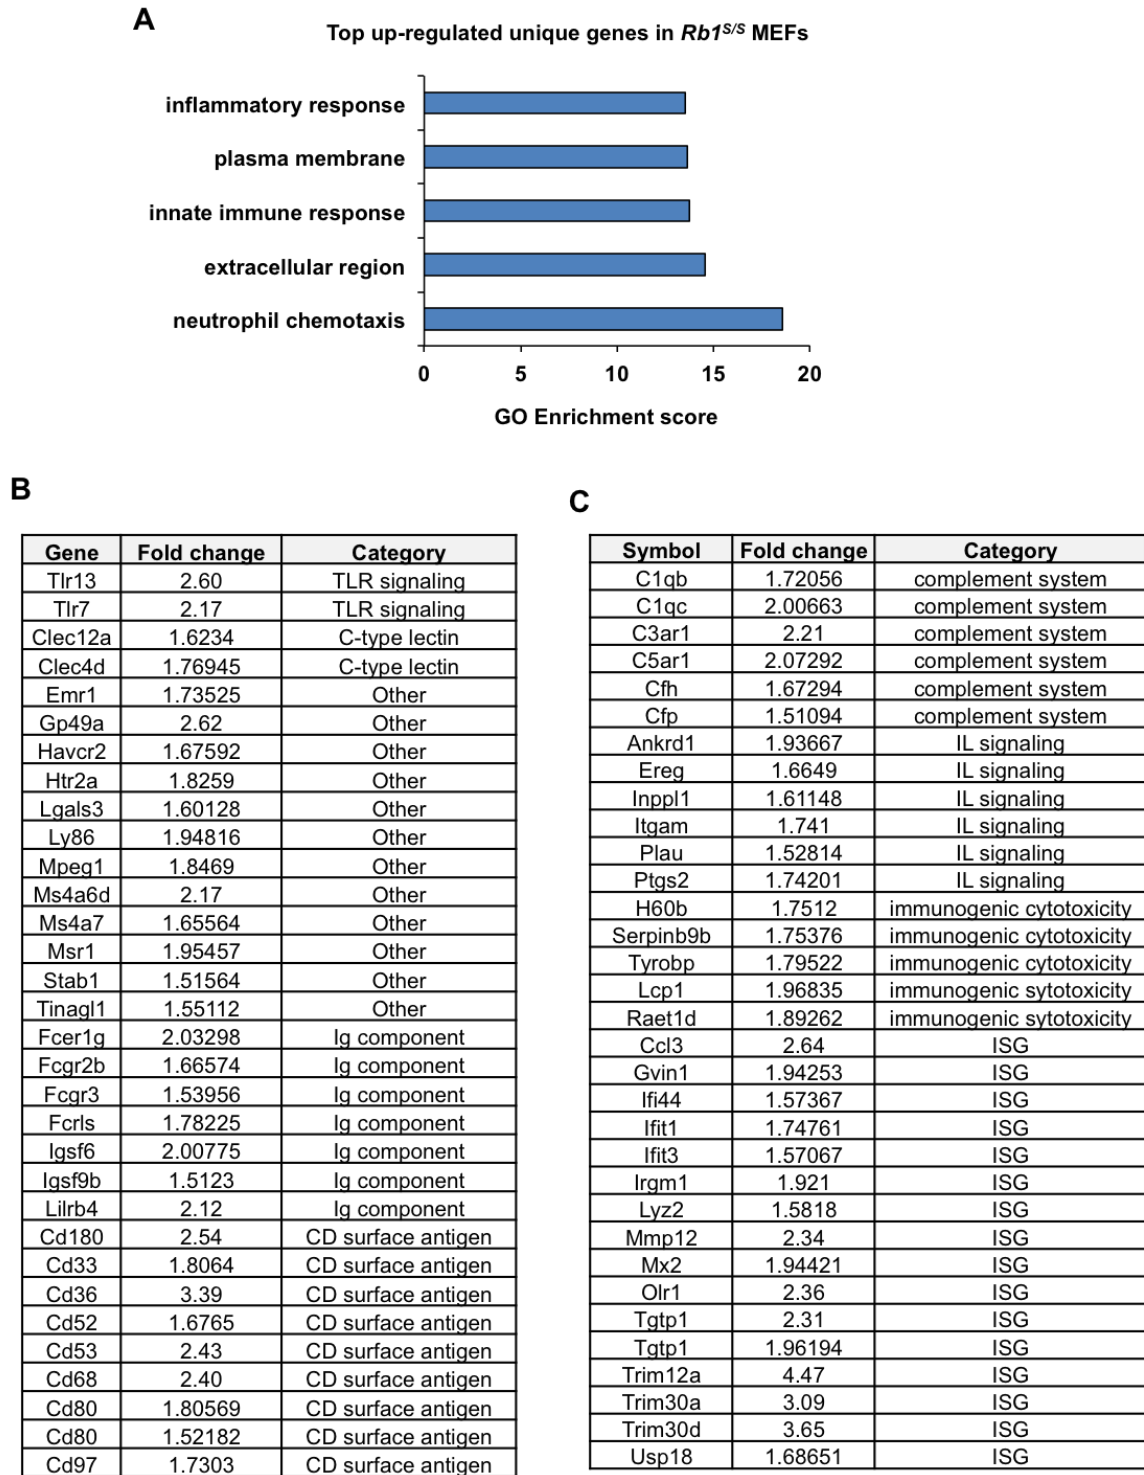 A
Top up-regulated unique genes in Rb1S/S MEFs
inflammatory response
plasma membrane
innate immune response
extracellular region
neutrophil chemotaxis
0 5 10 15 20
GO Enrichment score
B
Gene Fold change Category
Tlr13 2.60 TLR signaling
Tlr7 2.17 TLR signaling
Clec12a 1.6234 C-type lectin
Clec4d 1.76945 C-type lectin
Emr1 1.73525 Other
Gp49a 2.62 Other
Havcr2 1.67592 Other
Htr2a 1.8259 Other
Lgals3 1.60128 Other
Ly86 1.94816 Other
Mpeg1 1.8469 Other
Ms4a6d 2.17 Other
Ms4a7 1.65564 Other
Msr1 1.95457 Other
Stab1 1.51564 Other
Tinagl1 1.55112 Other
Fcer1g 2.03298 Ig component
Fcgr2b 1.66574 Ig component
Fcgr3 1.53956 Ig component
Fcrls 1.78225 Ig component
Igsf6 2.00775 Ig component
Igsf9b 1.5123 Ig component
Lilrb4 2.12 Ig component
Cd180 2.54 CD surface antigen
Cd33 1.8064 CD surface antigen
Cd36 3.39 CD surface antigen
Cd52 1.6765 CD surface antigen
Cd53 2.43 CD surface antigen
Cd68 2.40 CD surface antigen
Cd80 1.80569 CD surface antigen
Cd80 1.52182 CD surface antigen
Cd97 1.7303 CD surface antigen
C
Symbol Fold change Category
C1qb 1.72056 complement system
C1qc 2.00663 complement system
C3ar1 2.21 complement system
C5ar1 2.07292 complement system
Cfh 1.67294 complement system
Cfp 1.51094 complement system
Ankrd1 1.93667 IL signaling
Ereg 1.6649 IL signaling
Inppl1 1.61148 IL signaling
Itgam 1.741 IL signaling
Plau 1.52814 IL signaling
Ptgs2 1.74201 IL signaling
H60b 1.7512 immunogenic cytotoxicity
Serpinb9b 1.75376 immunogenic cytotoxicity
Tyrobp 1.79522 immunogenic cytotoxicity
Lcp1 1.96835 immunogenic sytotoxicity
Raet1d 1.89262 immunogenic sytotoxicity
Ccl3 2.64 ISG
Gvin1 1.94253 ISG
Ifi44 1.57367 ISG
Ifit1 1.74761 ISG
Ifit3 1.57067 ISG
Irgm1 1.921 ISG
Lyz2 1.5818 ISG
Mmp12 2.34 ISG
Mx2 1.94421 ISG
Olr1 2.36 ISG
Tgtp1 2.31 ISG
Tgtp1 1.96194 ISG
Trim12a 4.47 ISG
Trim30a 3.09 ISG
Trim30d 3.65 ISG
Usp18 1.68651 ISG